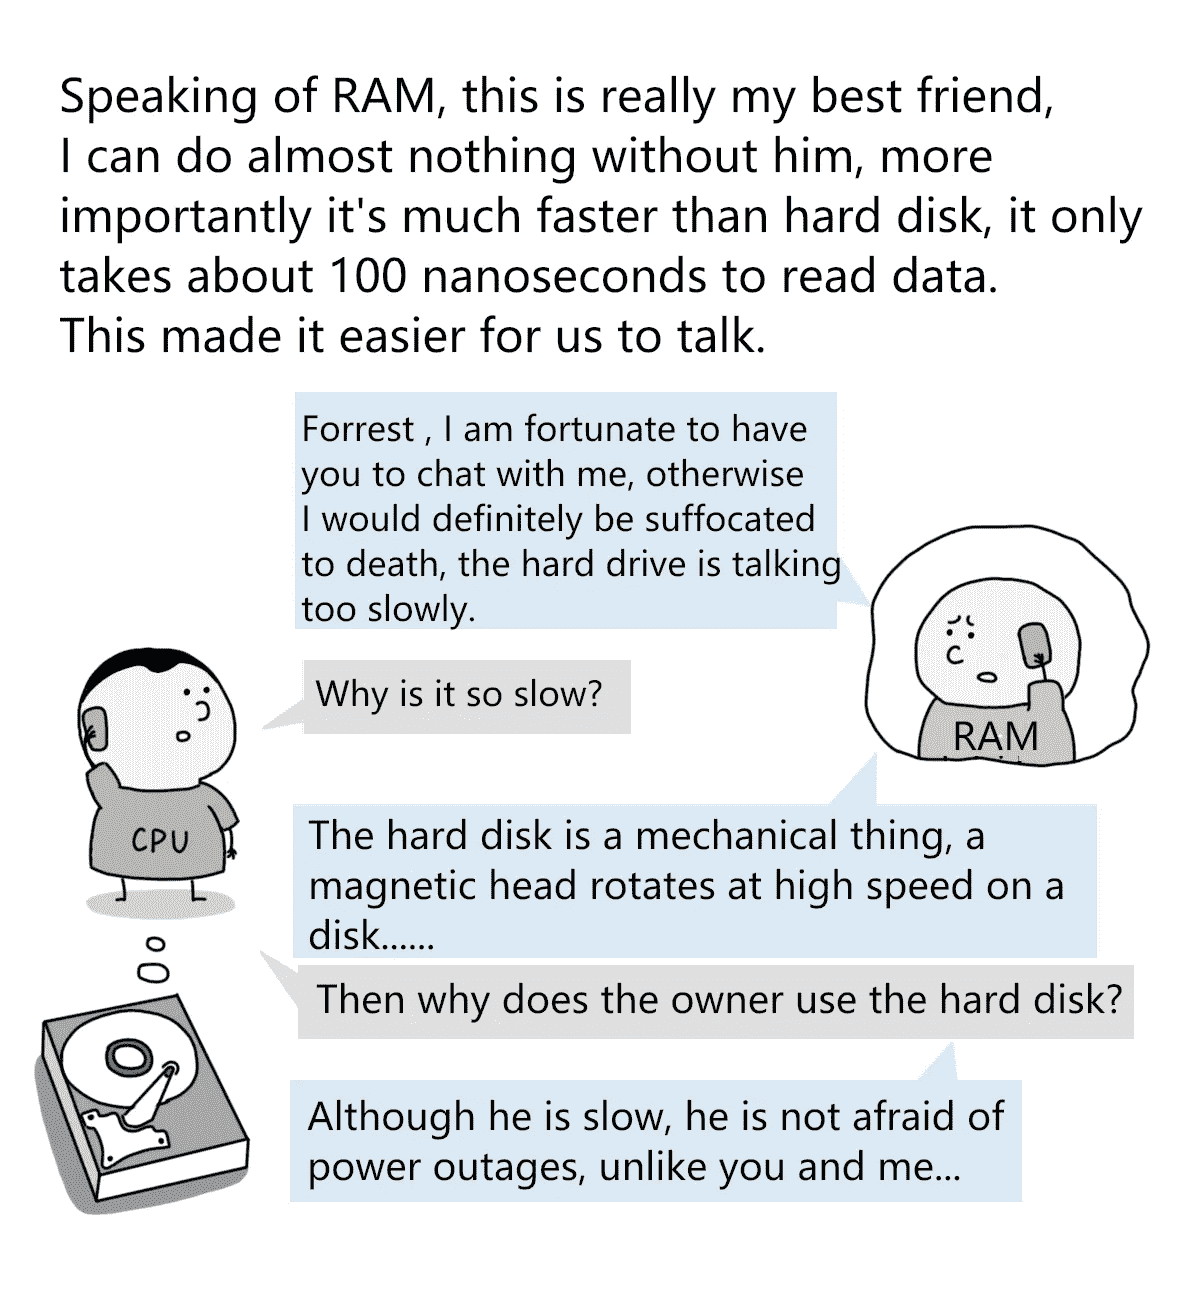 Speaking of RAM, this is really my best friend,
I can do almost nothing without him, more
importantly it's much faster than hard disk, it only
takes about 100 nanoseconds to read data.
This made it easier for us to talk.
Forrest , I am fortunate to have
you to chat with me, otherwise
I would definitely be suffocated
to death, the hard drive is talking
too slowly.
RAM
Why is it so slow?
CPU
The hard disk is a mechanical thing, a
magnetic head rotates at high speed on a
disk......
Then why does the owner use the hard disk?
Although he is slow, he is not afraid of
power outages, unlike you and me...